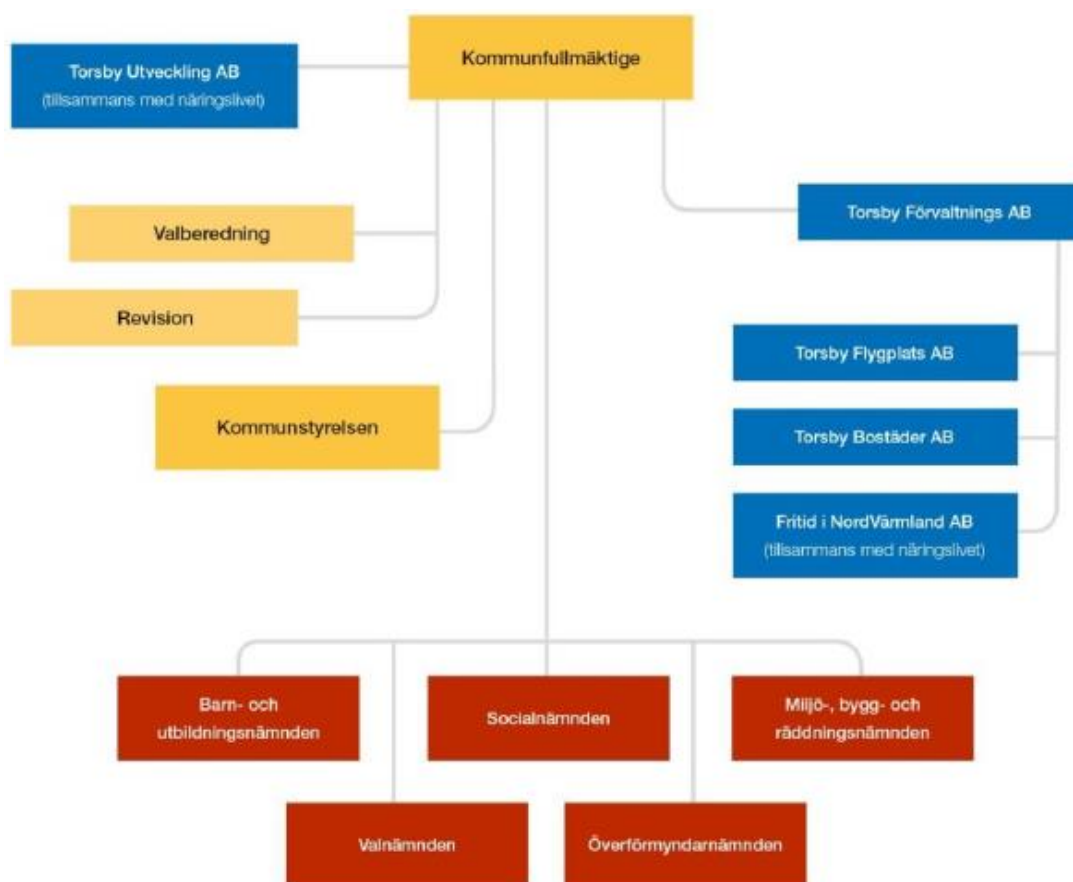 Kommunfullmäktige
Torsby Utveckling AB
(tillsammans med näringslivet)
Torsby Förvaltnings AB
Valberedning
Revision
Torsby Flygplats AB
Kommunstyrelsen
Torsby Bostäder AB
Fritid i NordVärmland AB
(tillsammans med näringslivet)
Barn- och
utbildningsnämnden
Socialnämnden
Miljö-, bygg- och
räddningsnämnden
Valnämnden
Överförmyndarnämnden